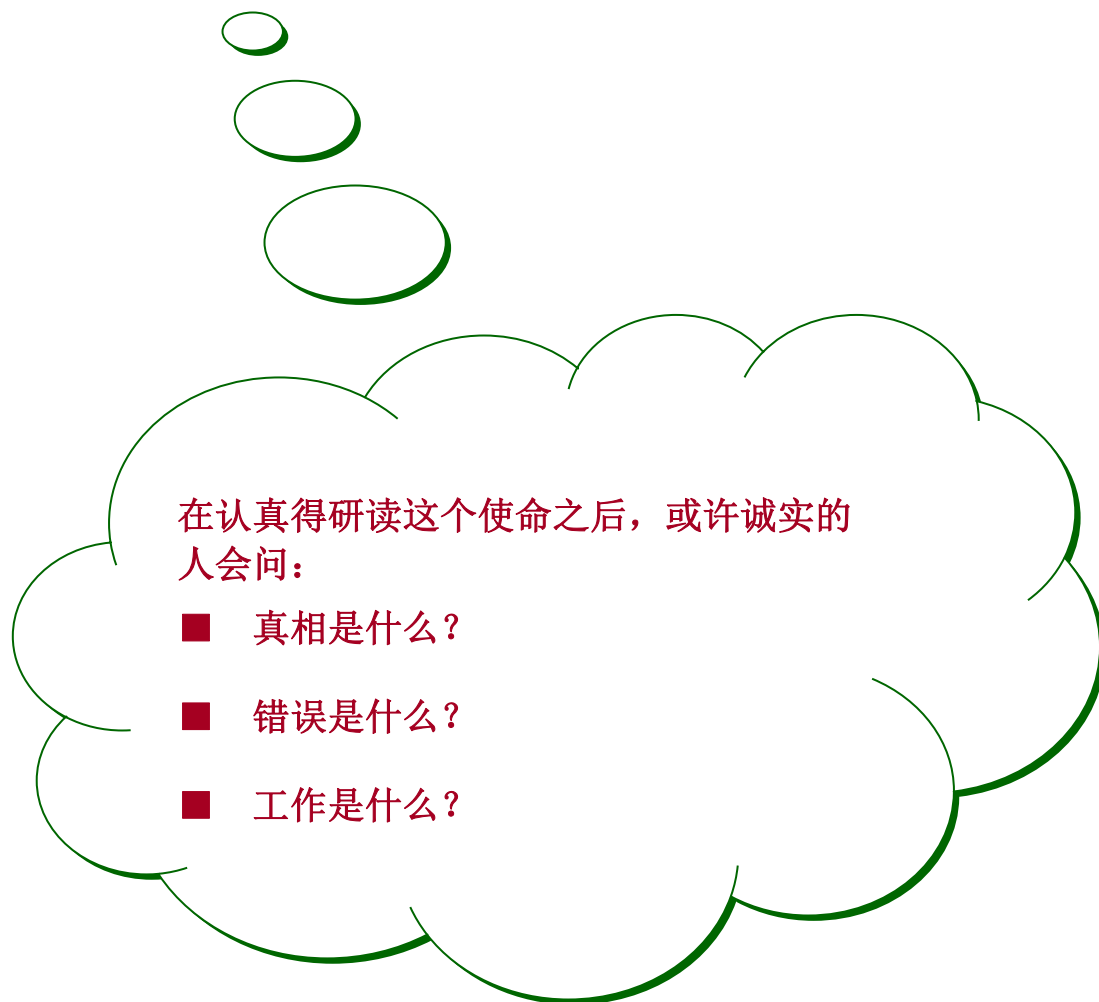 在认真得研读这个使命之后，或许诚实的
人会问：
■ 真相是什么？
■ 错误是什么？
■ 工作是什么？